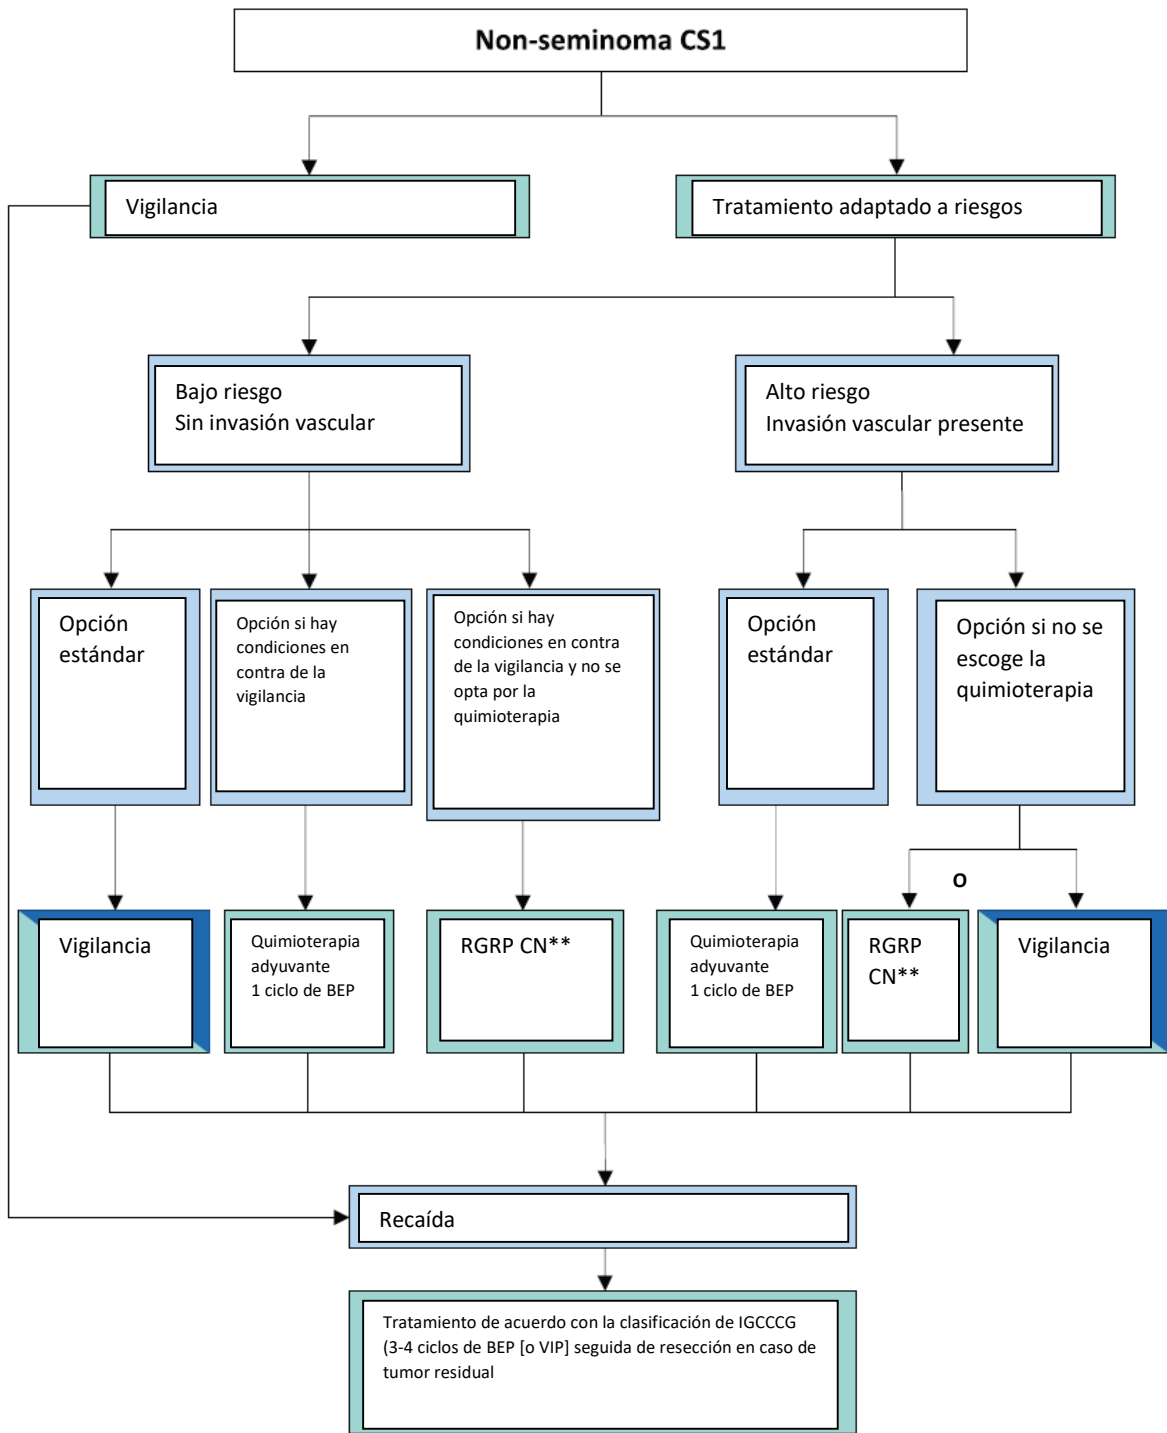 Non-seminoma CS1
Vigilancia
Tratamiento adaptado a riesgos
Bajo riesgo
Sin invasión vascular
Alto riesgo
Invasión vascular presente
Opción
estándar
Opción si hay
condiciones en
contra de la
vigilancia
Opción si hay
condiciones en contra
de la vigilancia y no se
opta por la
quimioterapia
Opción
estándar
Opción si no se
escoge la
quimioterapia
O
Vigilancia
Quimioterapia
adyuvante
1 ciclo de BEP
RGRP CN**
Quimioterapia
adyuvante
1 ciclo de BEP
RGRP
CN**
Vigilancia
Recaída
Tratamiento de acuerdo con la clasificación de IGCCCG
(3-4 ciclos de BEP [o VIP] seguida de resección en caso de
tumor residual